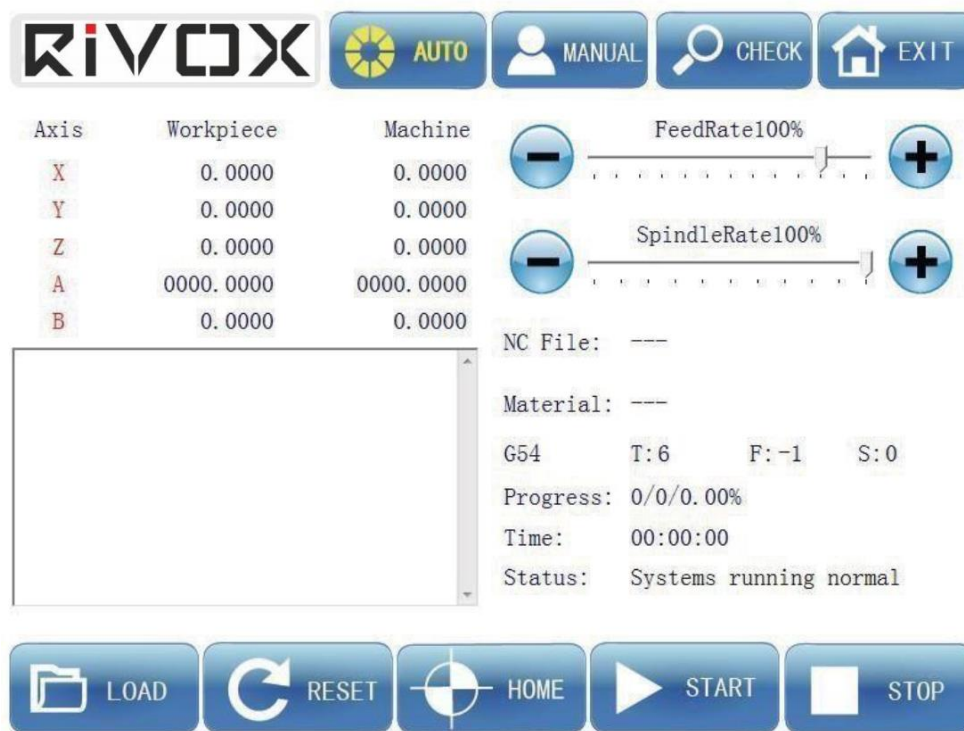 RiVOX AUTO MANUAL CHECK EXIT
Axis Workpiece Machine
X 0.0000 0.0000
Y 0.0000 0.0000
Z 0.0000 0.0000
A 0000.0000 0000.0000
B 0.0000 0.0000
FeedRate100%
SpindleRate100%
NC File: ---
Material: ---
G54 T:6 F:-1 S:0
Progress: 0/0/0.00%
Time: 00:00:00
Status: Systems running normal
LOAD RESET HOME START STOP